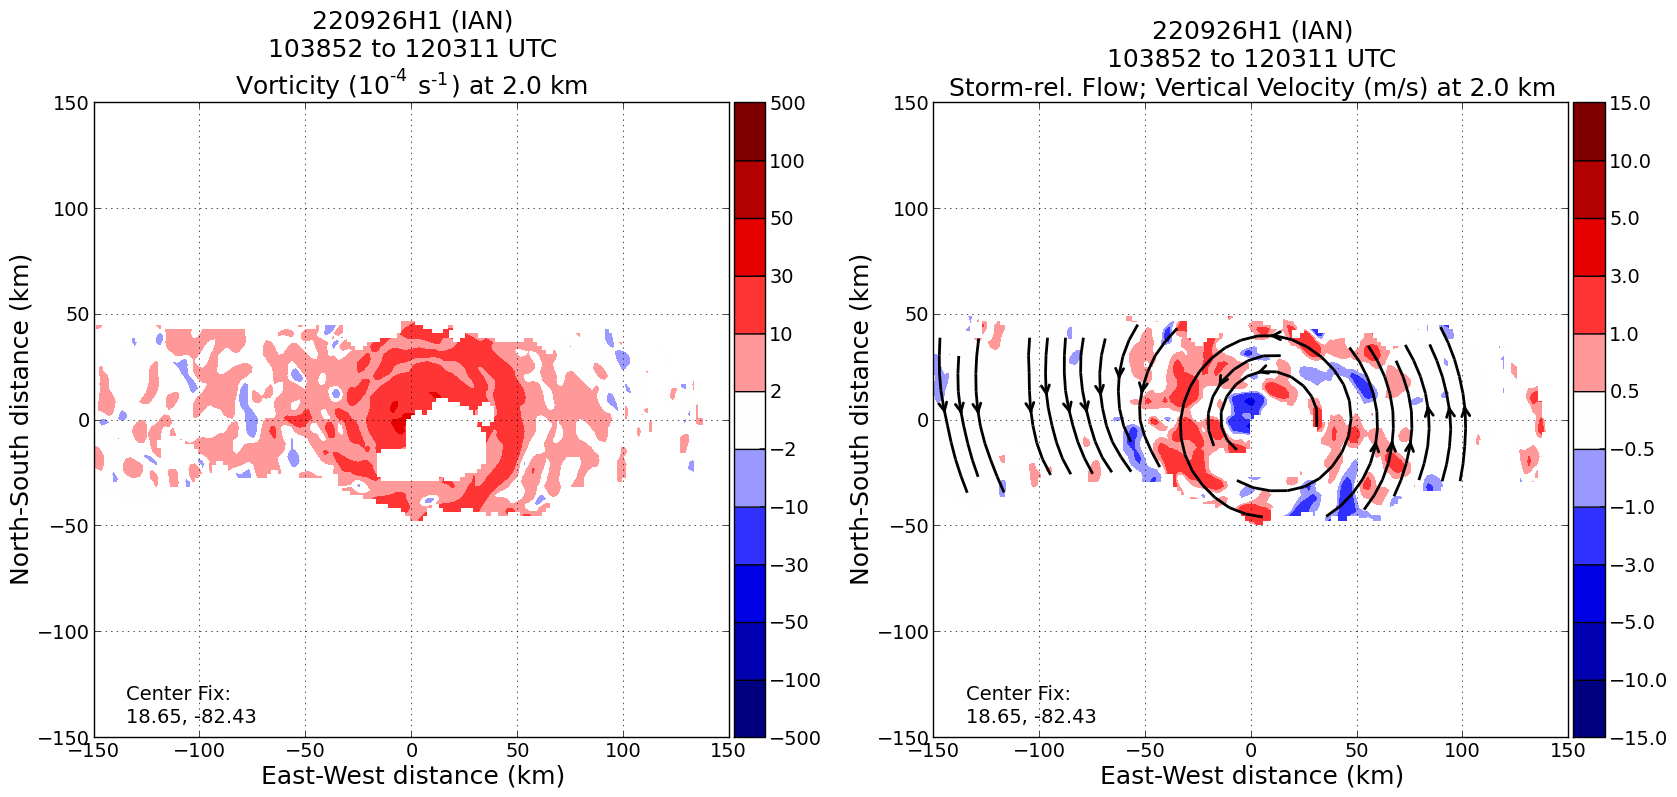 220926H1 (IAN)
103852 to 120311 UTC
Vorticity (10⁻⁴ s⁻¹) at 2.0 km
150
100
50
0
−50
−100
−150
North-South distance (km)
−150 −100 −50 0 50 100 150
East-West distance (km)
Center Fix:
18.65, -82.43
500
100
50
30
10
2
−2
−10
−30
−50
−100
−500
220926H1 (IAN)
103852 to 120311 UTC
Storm-rel. Flow; Vertical Velocity (m/s) at 2.0 km
150
100
50
0
−50
−100
−150
North-South distance (km)
−150 −100 −50 0 50 100 150
East-West distance (km)
Center Fix:
18.65, -82.43
15.0
10.0
5.0
3.0
1.0
0.5
−0.5
−1.0
−3.0
−5.0
−10.0
−15.0